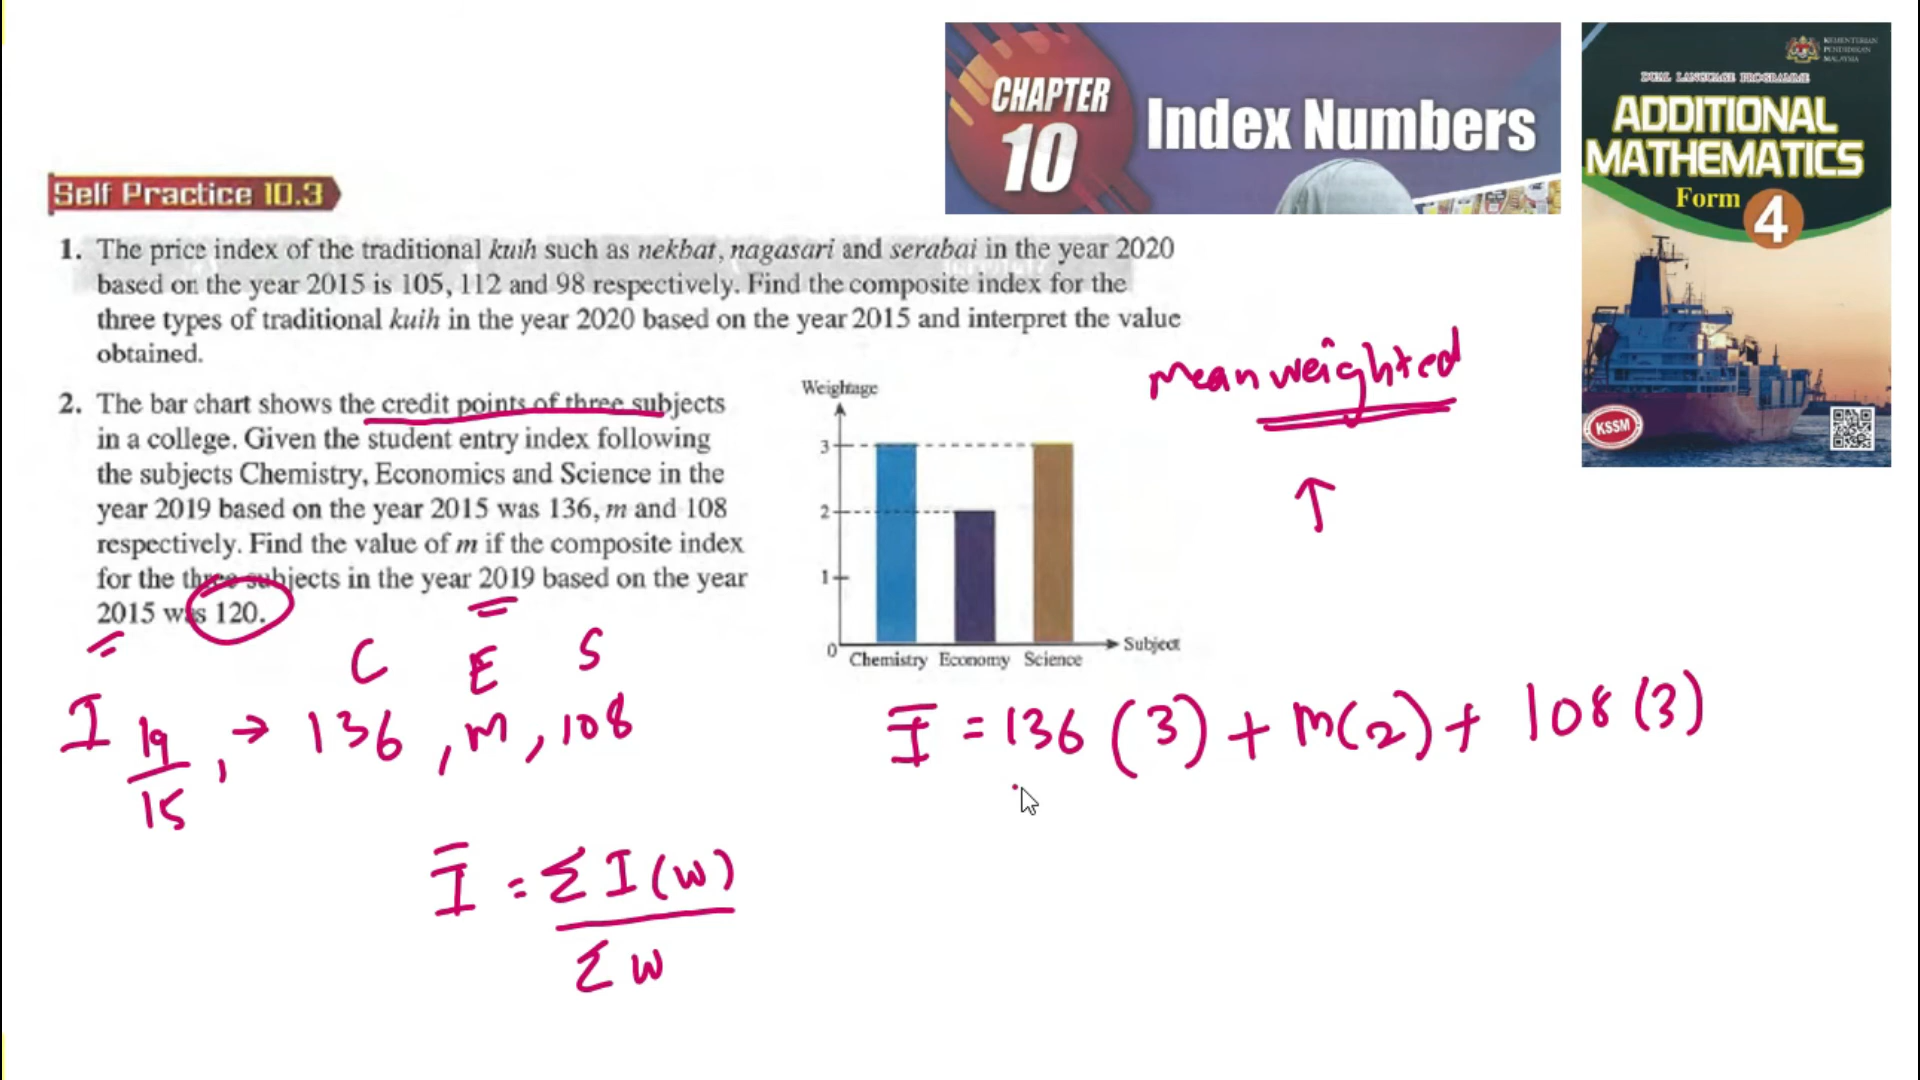 CHAPTER
10
Index Numbers
KEMENTERIAN
PENDIDIKAN
MALAYSIA
DUAL LANGUAGE PROGRAMME
ADDITIONAL
MATHEMATICS
Form 4
KSSM
Self Practice 10.3
1. The price index of the traditional kuih such as nekbat, nagasari and serabai in the year 2020
based on the year 2015 is 105, 112 and 98 respectively. Find the composite index for the
three types of traditional kuih in the year 2020 based on the year 2015 and interpret the value
obtained.
2. The bar chart shows the credit points of three subjects
in a college. Given the student entry index following
the subjects Chemistry, Economics and Science in the
year 2019 based on the year 2015 was 136, m and 108
respectively. Find the value of m if the composite index
for the three subjects in the year 2019 based on the year
2015 was 120.
Weightage
3
2
1
0
Chemistry Economy Science
Subject
mean weighted
↑
C E S
I 19/15, → 136, m, 108
Ī = 136 (3) + m(2) + 108 (3)
Ī = Σ I(w)
Σ w